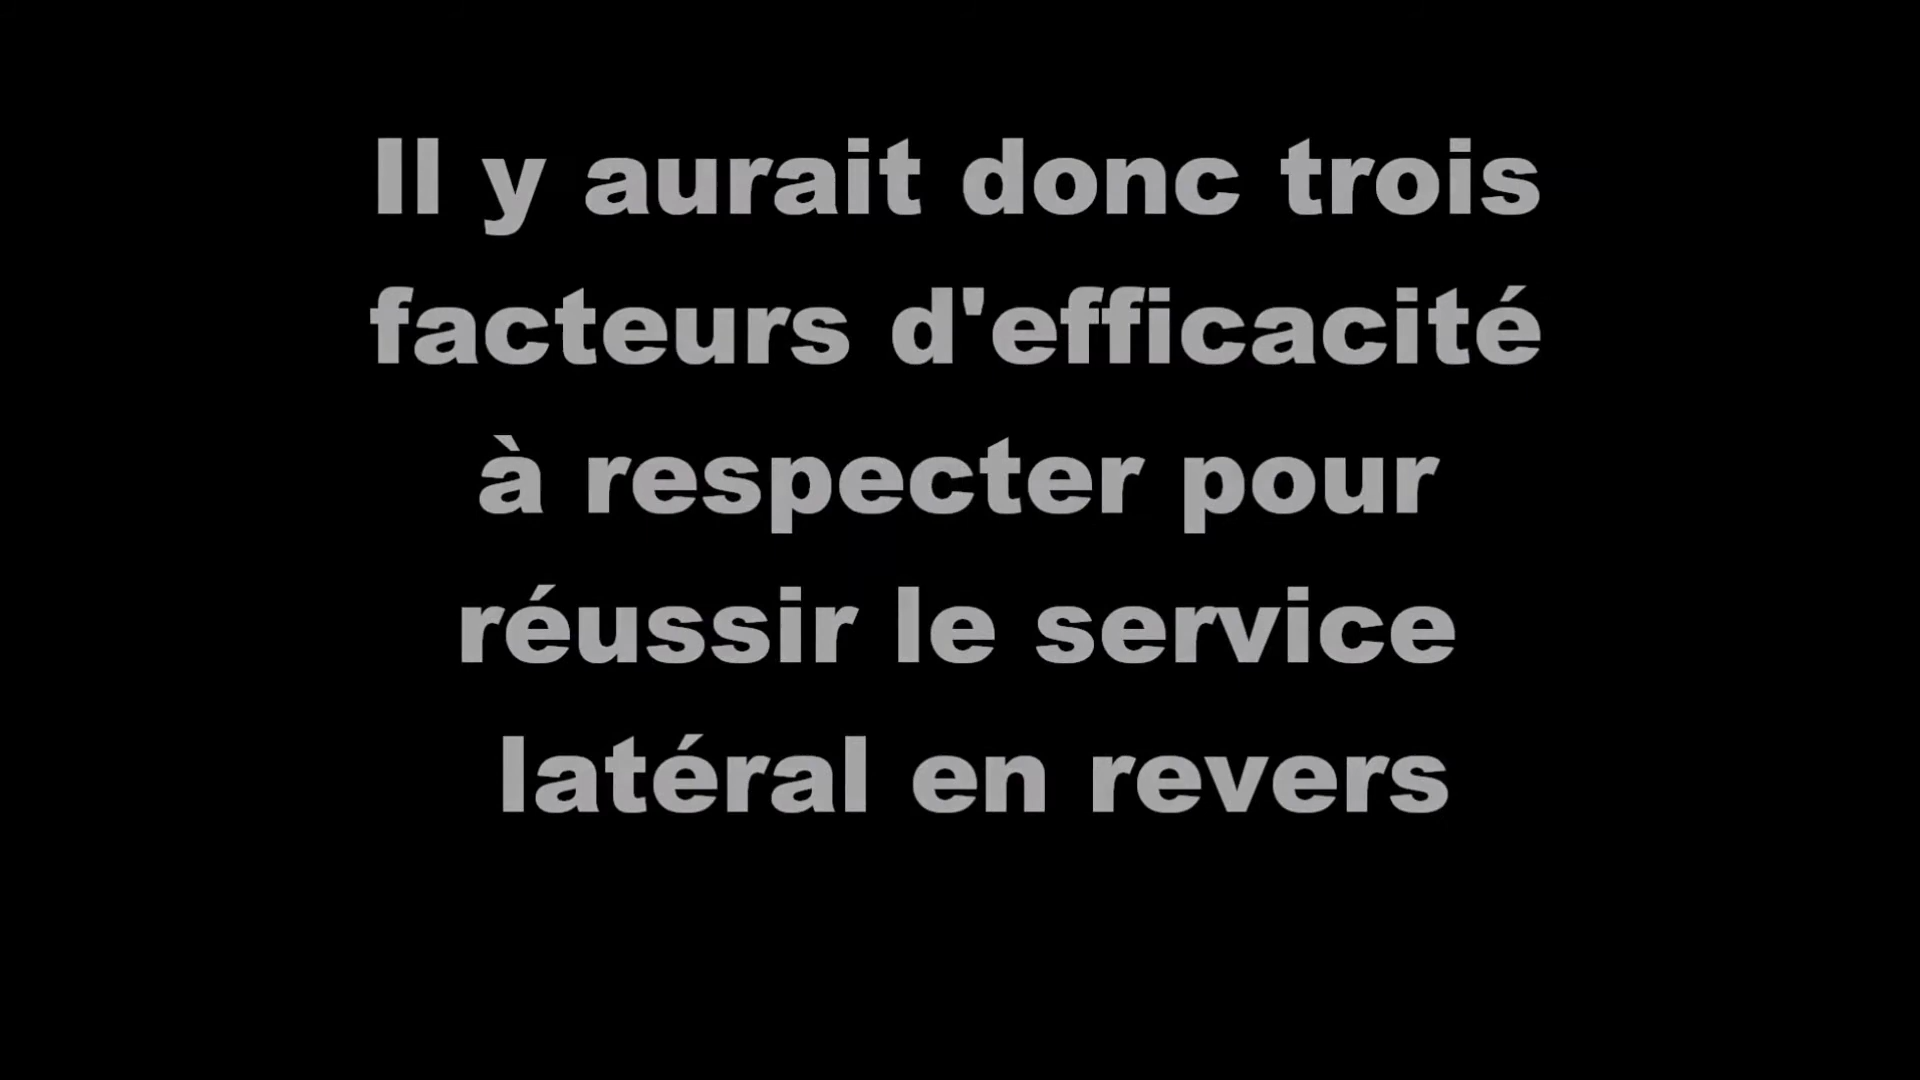 Il y aurait donc trois
facteurs d'efficacité
à respecter pour
réussir le service
latéral en revers